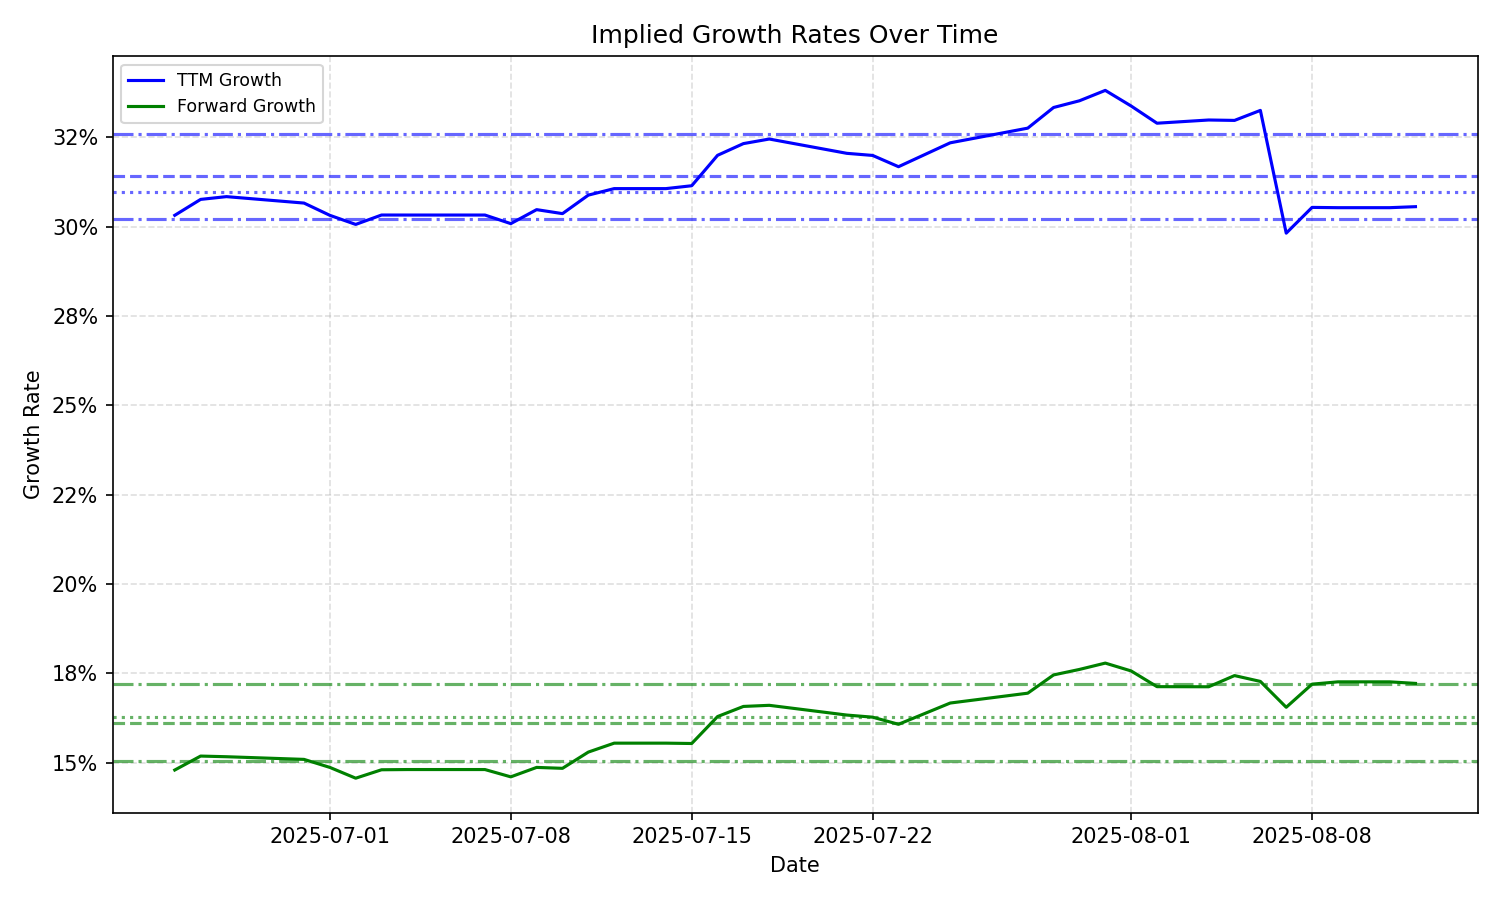 Implied Growth Rates Over Time
TTM Growth
Forward Growth
32%
30%
28%
25%
22%
20%
18%
15%
Growth Rate
2025-07-01
2025-07-08
2025-07-15
2025-07-22
2025-08-01
2025-08-08
Date